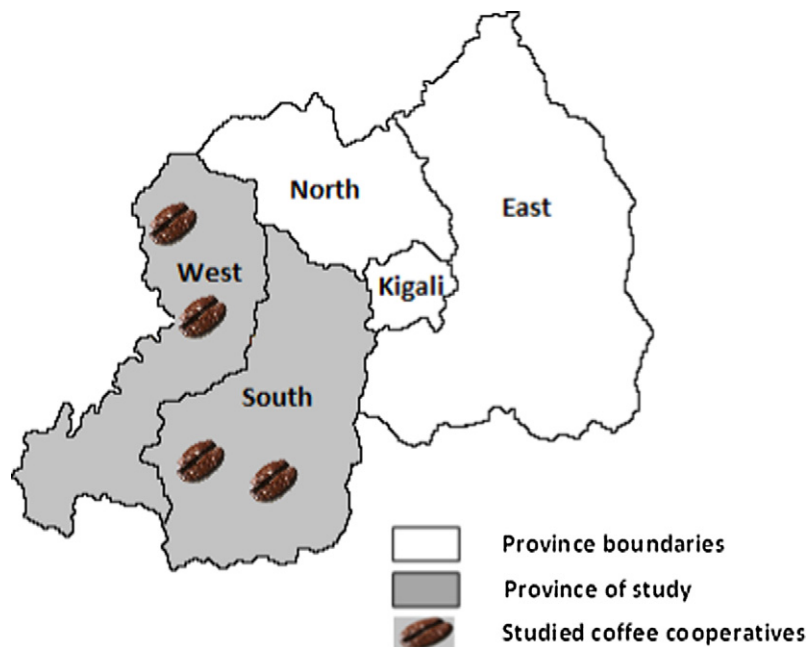 North
East
West
Kigali
South
Province boundaries
Province of study
Studied coffee cooperatives